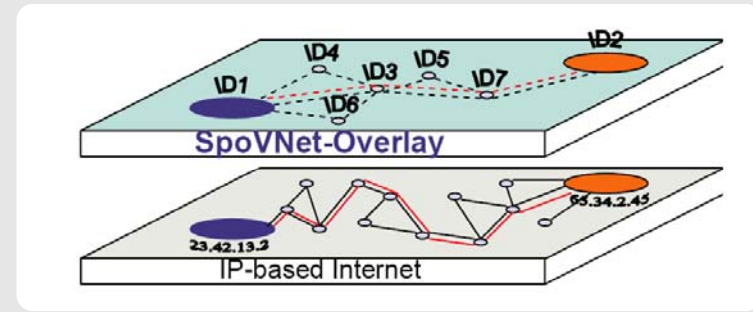 ID2
ID4
ID5
ID3
ID1
ID7
ID6
SpoVNet-Overlay
65.34.2.45
23.42.13.2
IP-based Internet